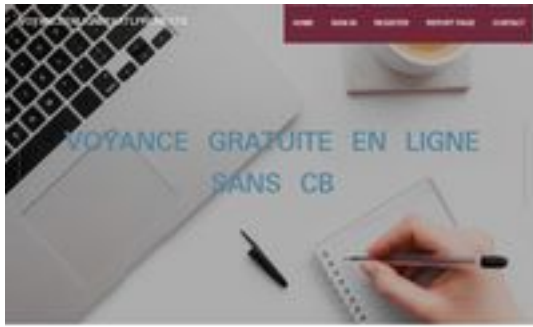 HOME SIGN IN REGISTER REPORT PAGE CONTACT
VOYANCE GRATUITE EN LIGNE
SANS CB